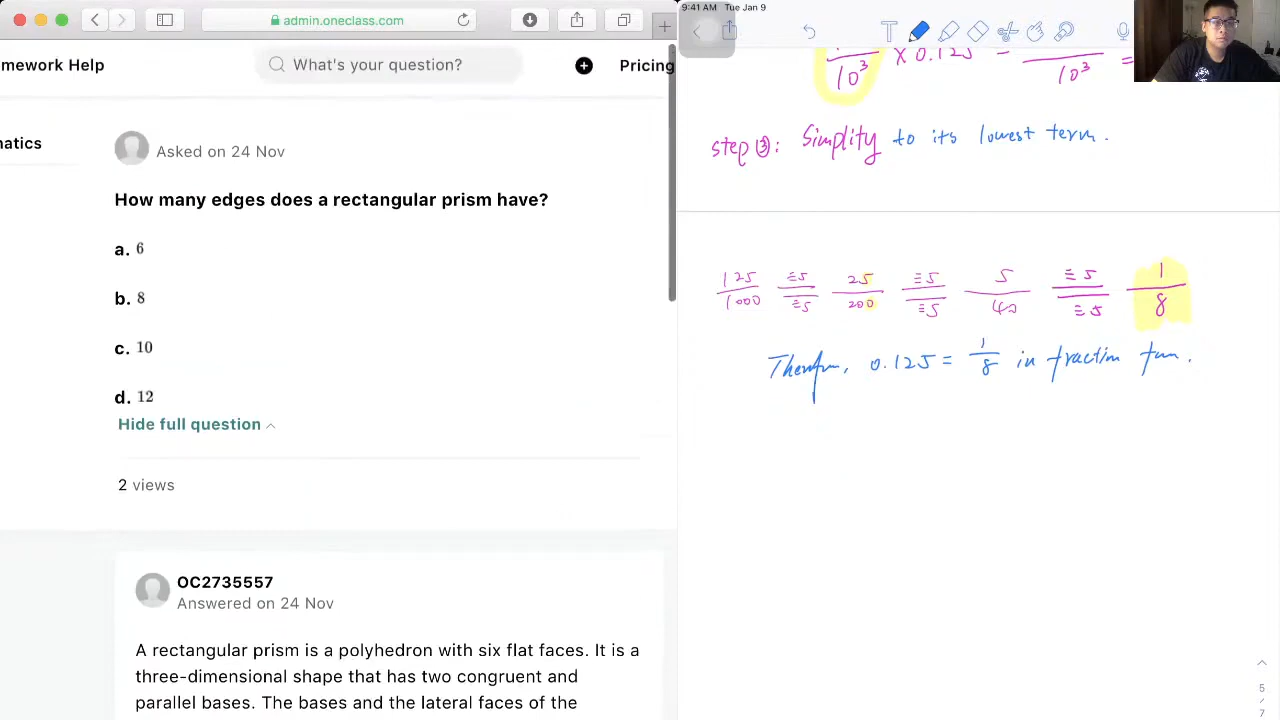 admin.oneclass.com
mework Help
What's your question?
Pricing
matics
Asked on 24 Nov
How many edges does a rectangular prism have?
a. 6
b. 8
c. 10
d. 12
Hide full question
2 views
OC2735557
Answered on 24 Nov
A rectangular prism is a polyhedron with six flat faces. It is a
three-dimensional shape that has two congruent and
parallel bases. The bases and the lateral faces of the
9:41 AM Tue Jan 9
T
10³ × 0.125 = 10³ =
step ③: Simplify to its lowest term.
125 ÷5 25 ÷5 5 ÷5 1
1000 ÷5 200 ÷5 40 ÷5 8
0.125 = 1/8 in fraction
5
/
7